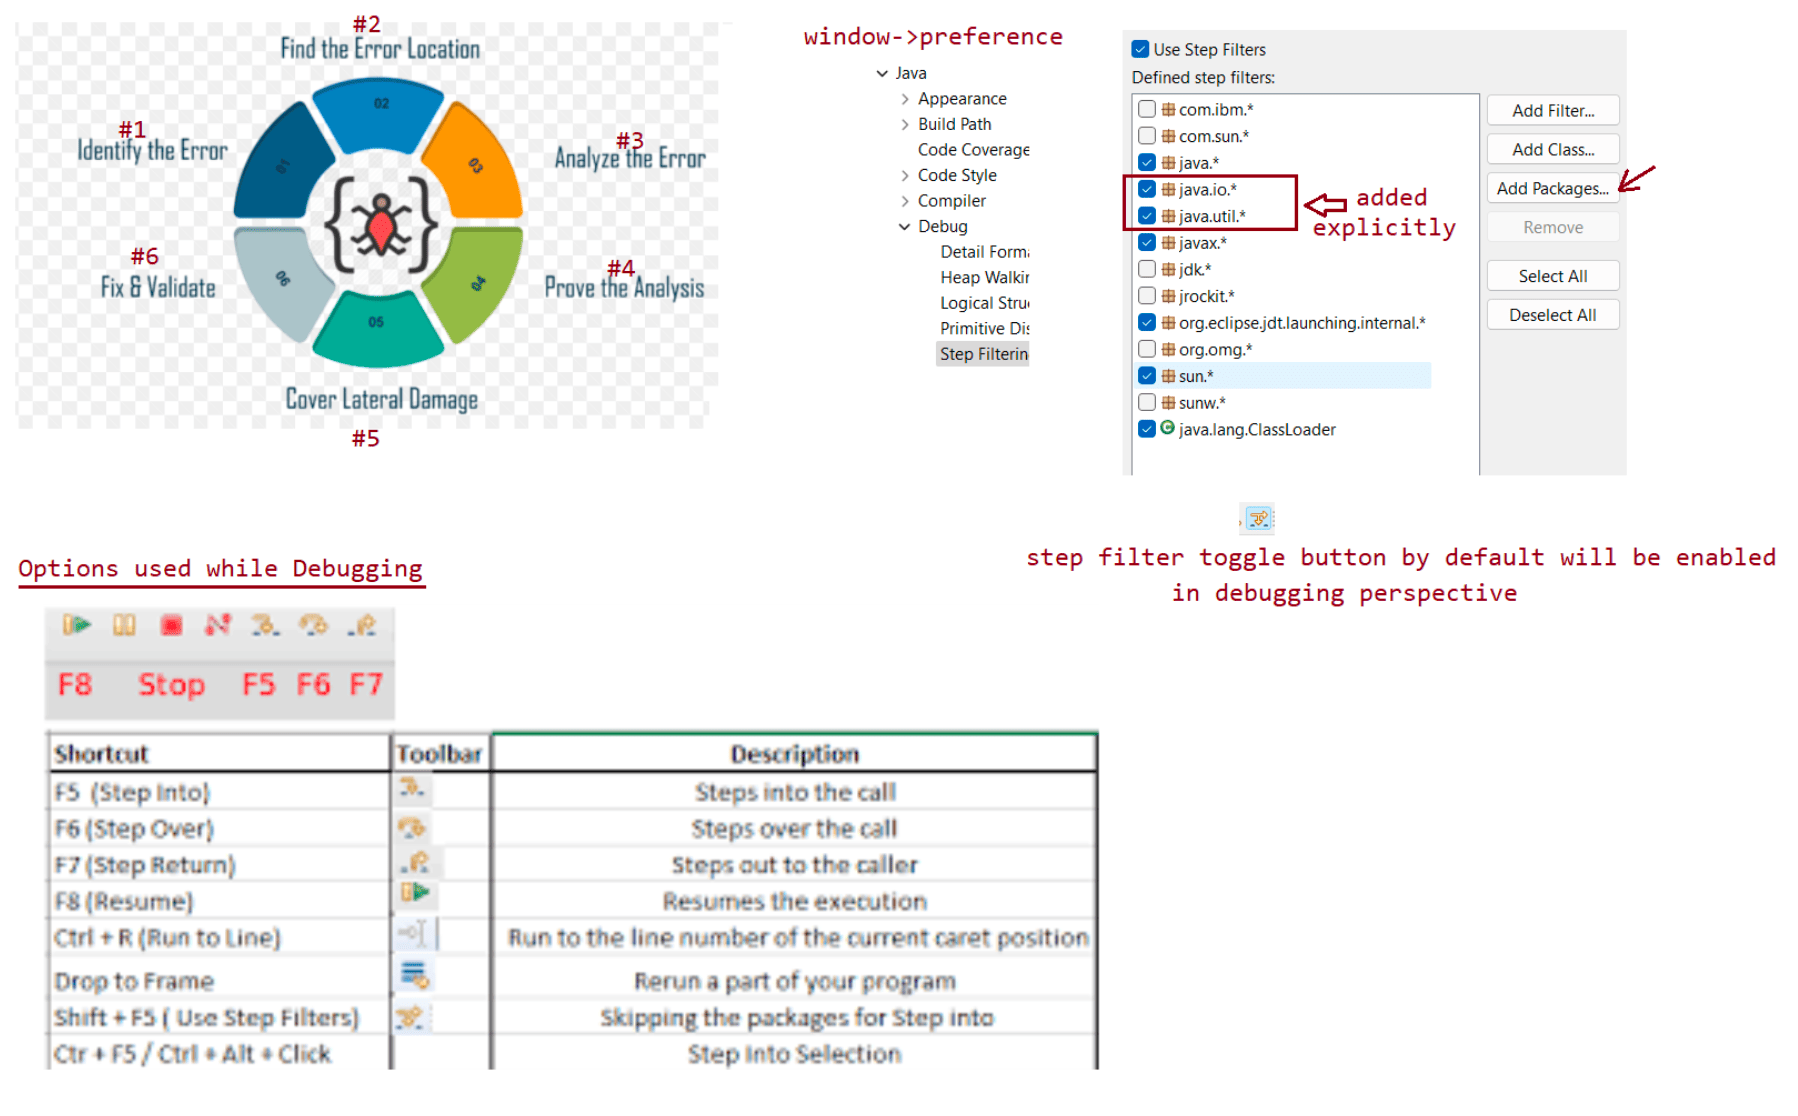 #2
Find the Error Location
#1
Identify the Error
#3
Analyze the Error
#6
Fix & Validate
#4
Prove the Analysis
Cover Lateral Damage
#5
01
02
03
04
05
06
window->preference
Java
Appearance
Build Path
Code Coverage
Code Style
Compiler
Debug
Detail Forma
Heap Walkin
Logical Stru
Primitive Dis
Step Filterin
Use Step Filters
Defined step filters:
com.ibm.*
com.sun.*
java.*
java.io.*
java.util.*
javax.*
jdk.*
jrockit.*
org.eclipse.jdt.launching.internal.*
org.omg.*
sun.*
sunw.*
java.lang.ClassLoader
added
explicitly
Add Filter...
Add Class...
Add Packages...
Remove
Select All
Deselect All
step filter toggle button by default will be enabled
in debugging perspective
Options used while Debugging
F8 Stop F5 F6 F7
Shortcut Toolbar Description
F5 (Step Into) Steps into the call
F6 (Step Over) Steps over the call
F7 (Step Return) Steps out to the caller
F8 (Resume) Resumes the execution
Ctrl + R (Run to Line) Run to the line number of the current caret position
Drop to Frame Rerun a part of your program
Shift + F5 ( Use Step Filters) Skipping the packages for Step into
Ctr + F5 / Ctrl + Alt + Click Step Into Selection